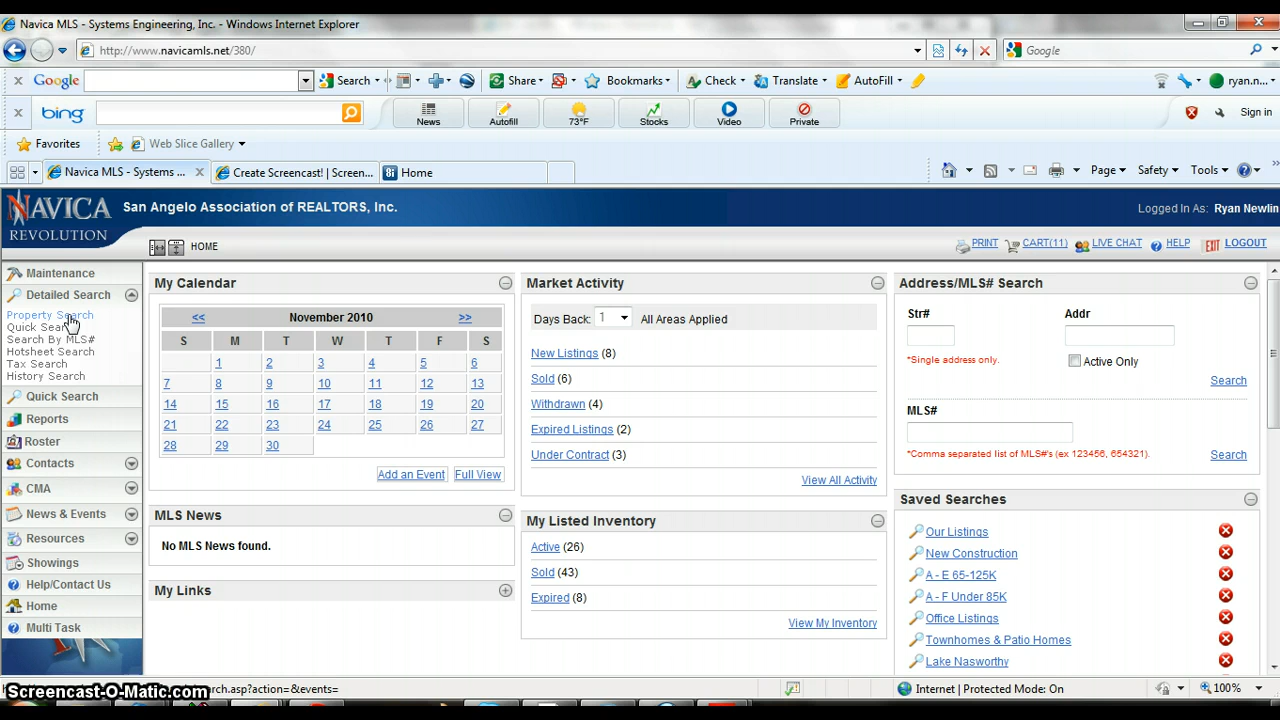 Navica MLS - Systems Engineering, Inc. - Windows Internet Explorer
http://www.navicamls.net/380/
Google
Google
Search
Share
Bookmarks
Check
Translate
AutoFill
ryan.n...
bing
News
Autofill
73°F
Stocks
Video
Private
Sign in
Favorites
Web Slice Gallery
Navica MLS - Systems ...
Create Screencast! | Screen...
8i Home
Page
Safety
Tools
NAVICA
REVOLUTION
San Angelo Association of REALTORS, Inc.
Logged In As: Ryan Newlin
HOME
PRINT
CART(11)
LIVE CHAT
HELP
EXIT LOGOUT
Maintenance
Detailed Search
Property Search
Quick Sear
Search By MLS#
Hotsheet Search
Tax Search
History Search
Quick Search
Reports
Roster
Contacts
CMA
News & Events
Resources
Showings
Help/Contact Us
Home
Multi Task
My Calendar
<< November 2010 >>
S M T W T F S
1 2 3 4 5 6
7 8 9 10 11 12 13
14 15 16 17 18 19 20
21 22 23 24 25 26 27
28 29 30
Add an Event Full View
MLS News
No MLS News found.
My Links
Market Activity
Days Back: 1 All Areas Applied
New Listings (8)
Sold (6)
Withdrawn (4)
Expired Listings (2)
Under Contract (3)
View All Activity
My Listed Inventory
Active (26)
Sold (43)
Expired (8)
View My Inventory
Address/MLS# Search
Str# Addr
*Single address only.
Active Only
Search
MLS#
*Comma separated list of MLS#'s (ex 123456, 654321).
Search
Saved Searches
Our Listings
New Construction
A - E 65-125K
A - F Under 85K
Office Listings
Townhomes & Patio Homes
Lake Nasworthy
earch.asp?action=&events=
Internet | Protected Mode: On
100%
Screencast-O-Matic.com